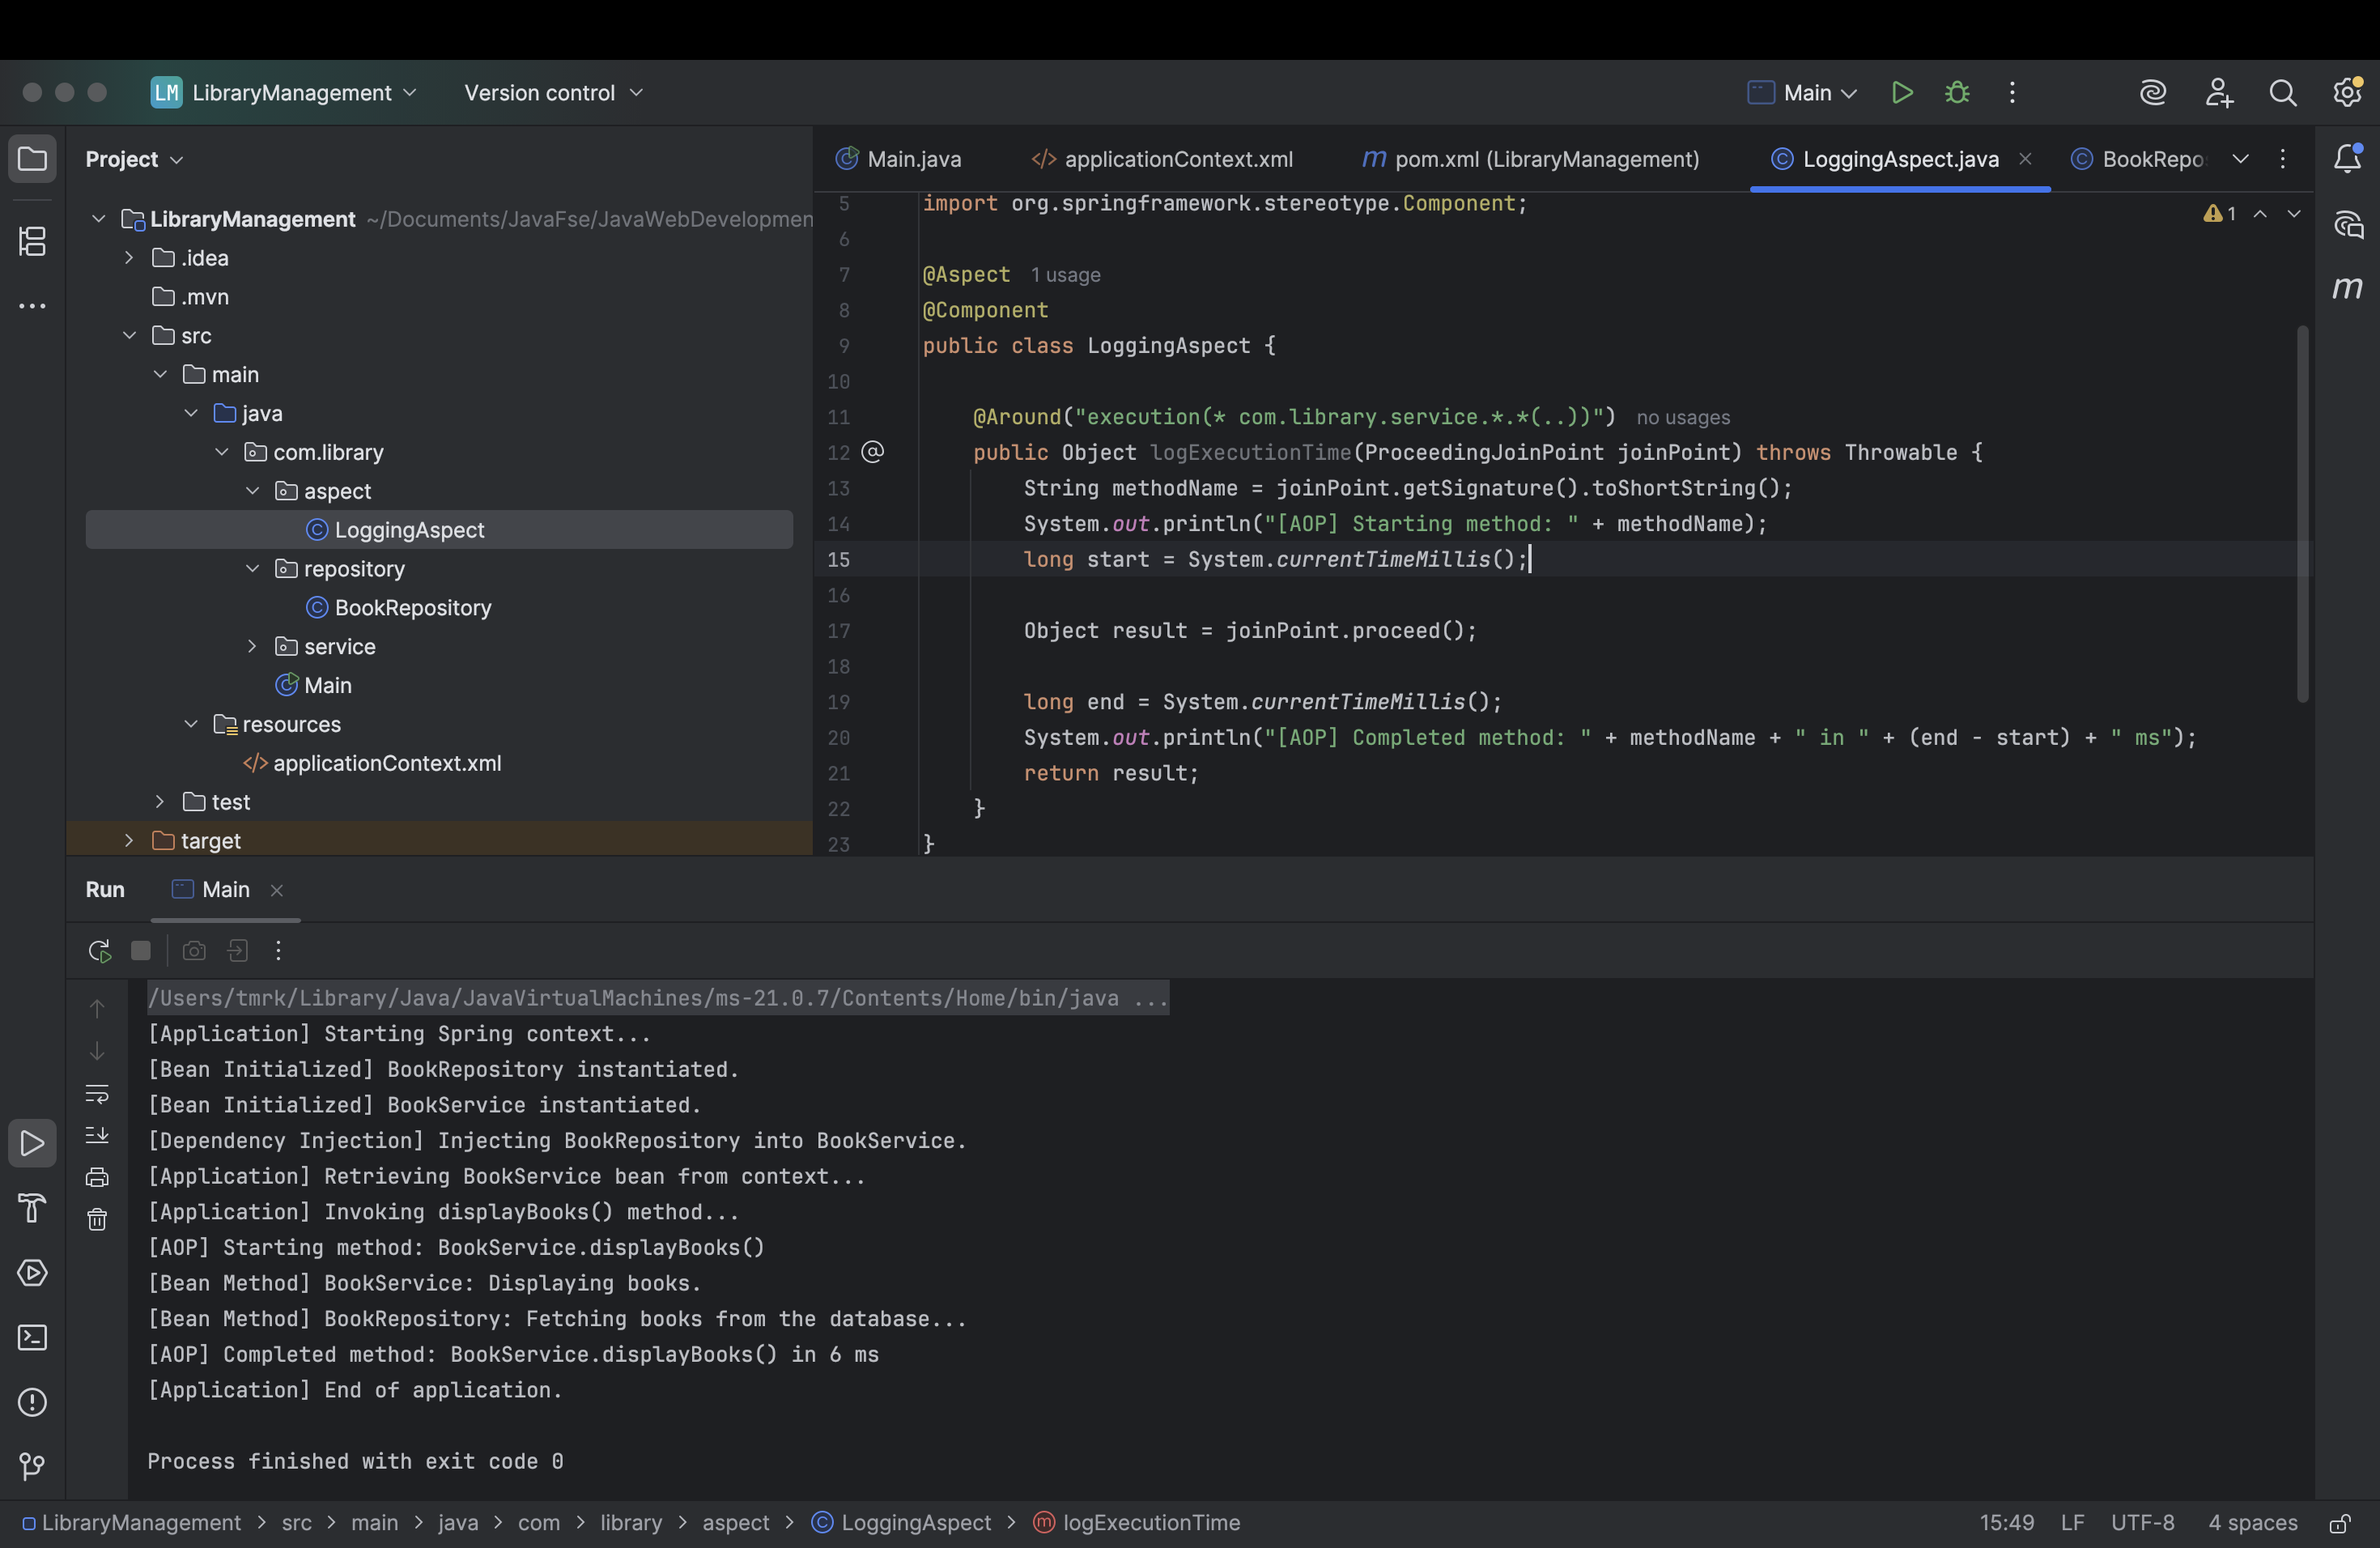 LM LibraryManagement
Version control
Main
Project
LibraryManagement ~/Documents/JavaFse/JavaWebDevelopmen
.idea
.mvn
src
main
java
com.library
aspect
LoggingAspect
repository
BookRepository
service
Main
resources
</> applicationContext.xml
test
target
Main.java
</> applicationContext.xml
m pom.xml (LibraryManagement)
LoggingAspect.java
BookRepo
1
5 import org.springframework.stereotype.Component;
6
7 @Aspect 1 usage
8 @Component
9 public class LoggingAspect {
10
11 @Around("execution(* com.library.service.*.*(..))") no usages
12 public Object logExecutionTime(ProceedingJoinPoint joinPoint) throws Throwable {
13 String methodName = joinPoint.getSignature().toShortString();
14 System.out.println("[AOP] Starting method: " + methodName);
15 long start = System.currentTimeMillis();
16
17 Object result = joinPoint.proceed();
18
19 long end = System.currentTimeMillis();
20 System.out.println("[AOP] Completed method: " + methodName + " in " + (end - start) + " ms");
21 return result;
22 }
23 }
m
Run
Main
/Users/tmrk/Library/Java/JavaVirtualMachines/ms-21.0.7/Contents/Home/bin/java ...
[Application] Starting Spring context...
[Bean Initialized] BookRepository instantiated.
[Bean Initialized] BookService instantiated.
[Dependency Injection] Injecting BookRepository into BookService.
[Application] Retrieving BookService bean from context...
[Application] Invoking displayBooks() method...
[AOP] Starting method: BookService.displayBooks()
[Bean Method] BookService: Displaying books.
[Bean Method] BookRepository: Fetching books from the database...
[AOP] Completed method: BookService.displayBooks() in 6 ms
[Application] End of application.
Process finished with exit code 0
LibraryManagement > src > main > java > com > library > aspect > LoggingAspect > logExecutionTime
15:49 LF UTF-8 4 spaces